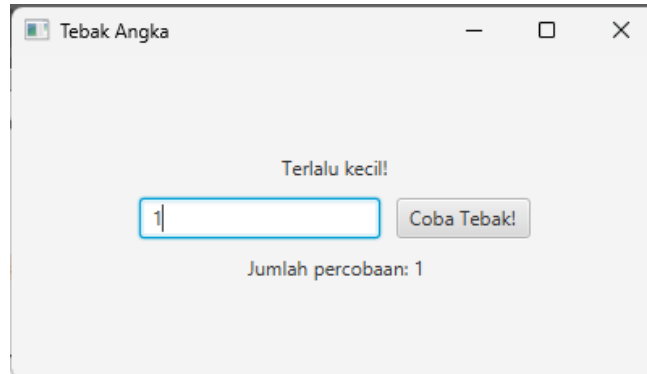 Tebak Angka
Terlalu kecil!
1 Coba Tebak!
Jumlah percobaan: 1